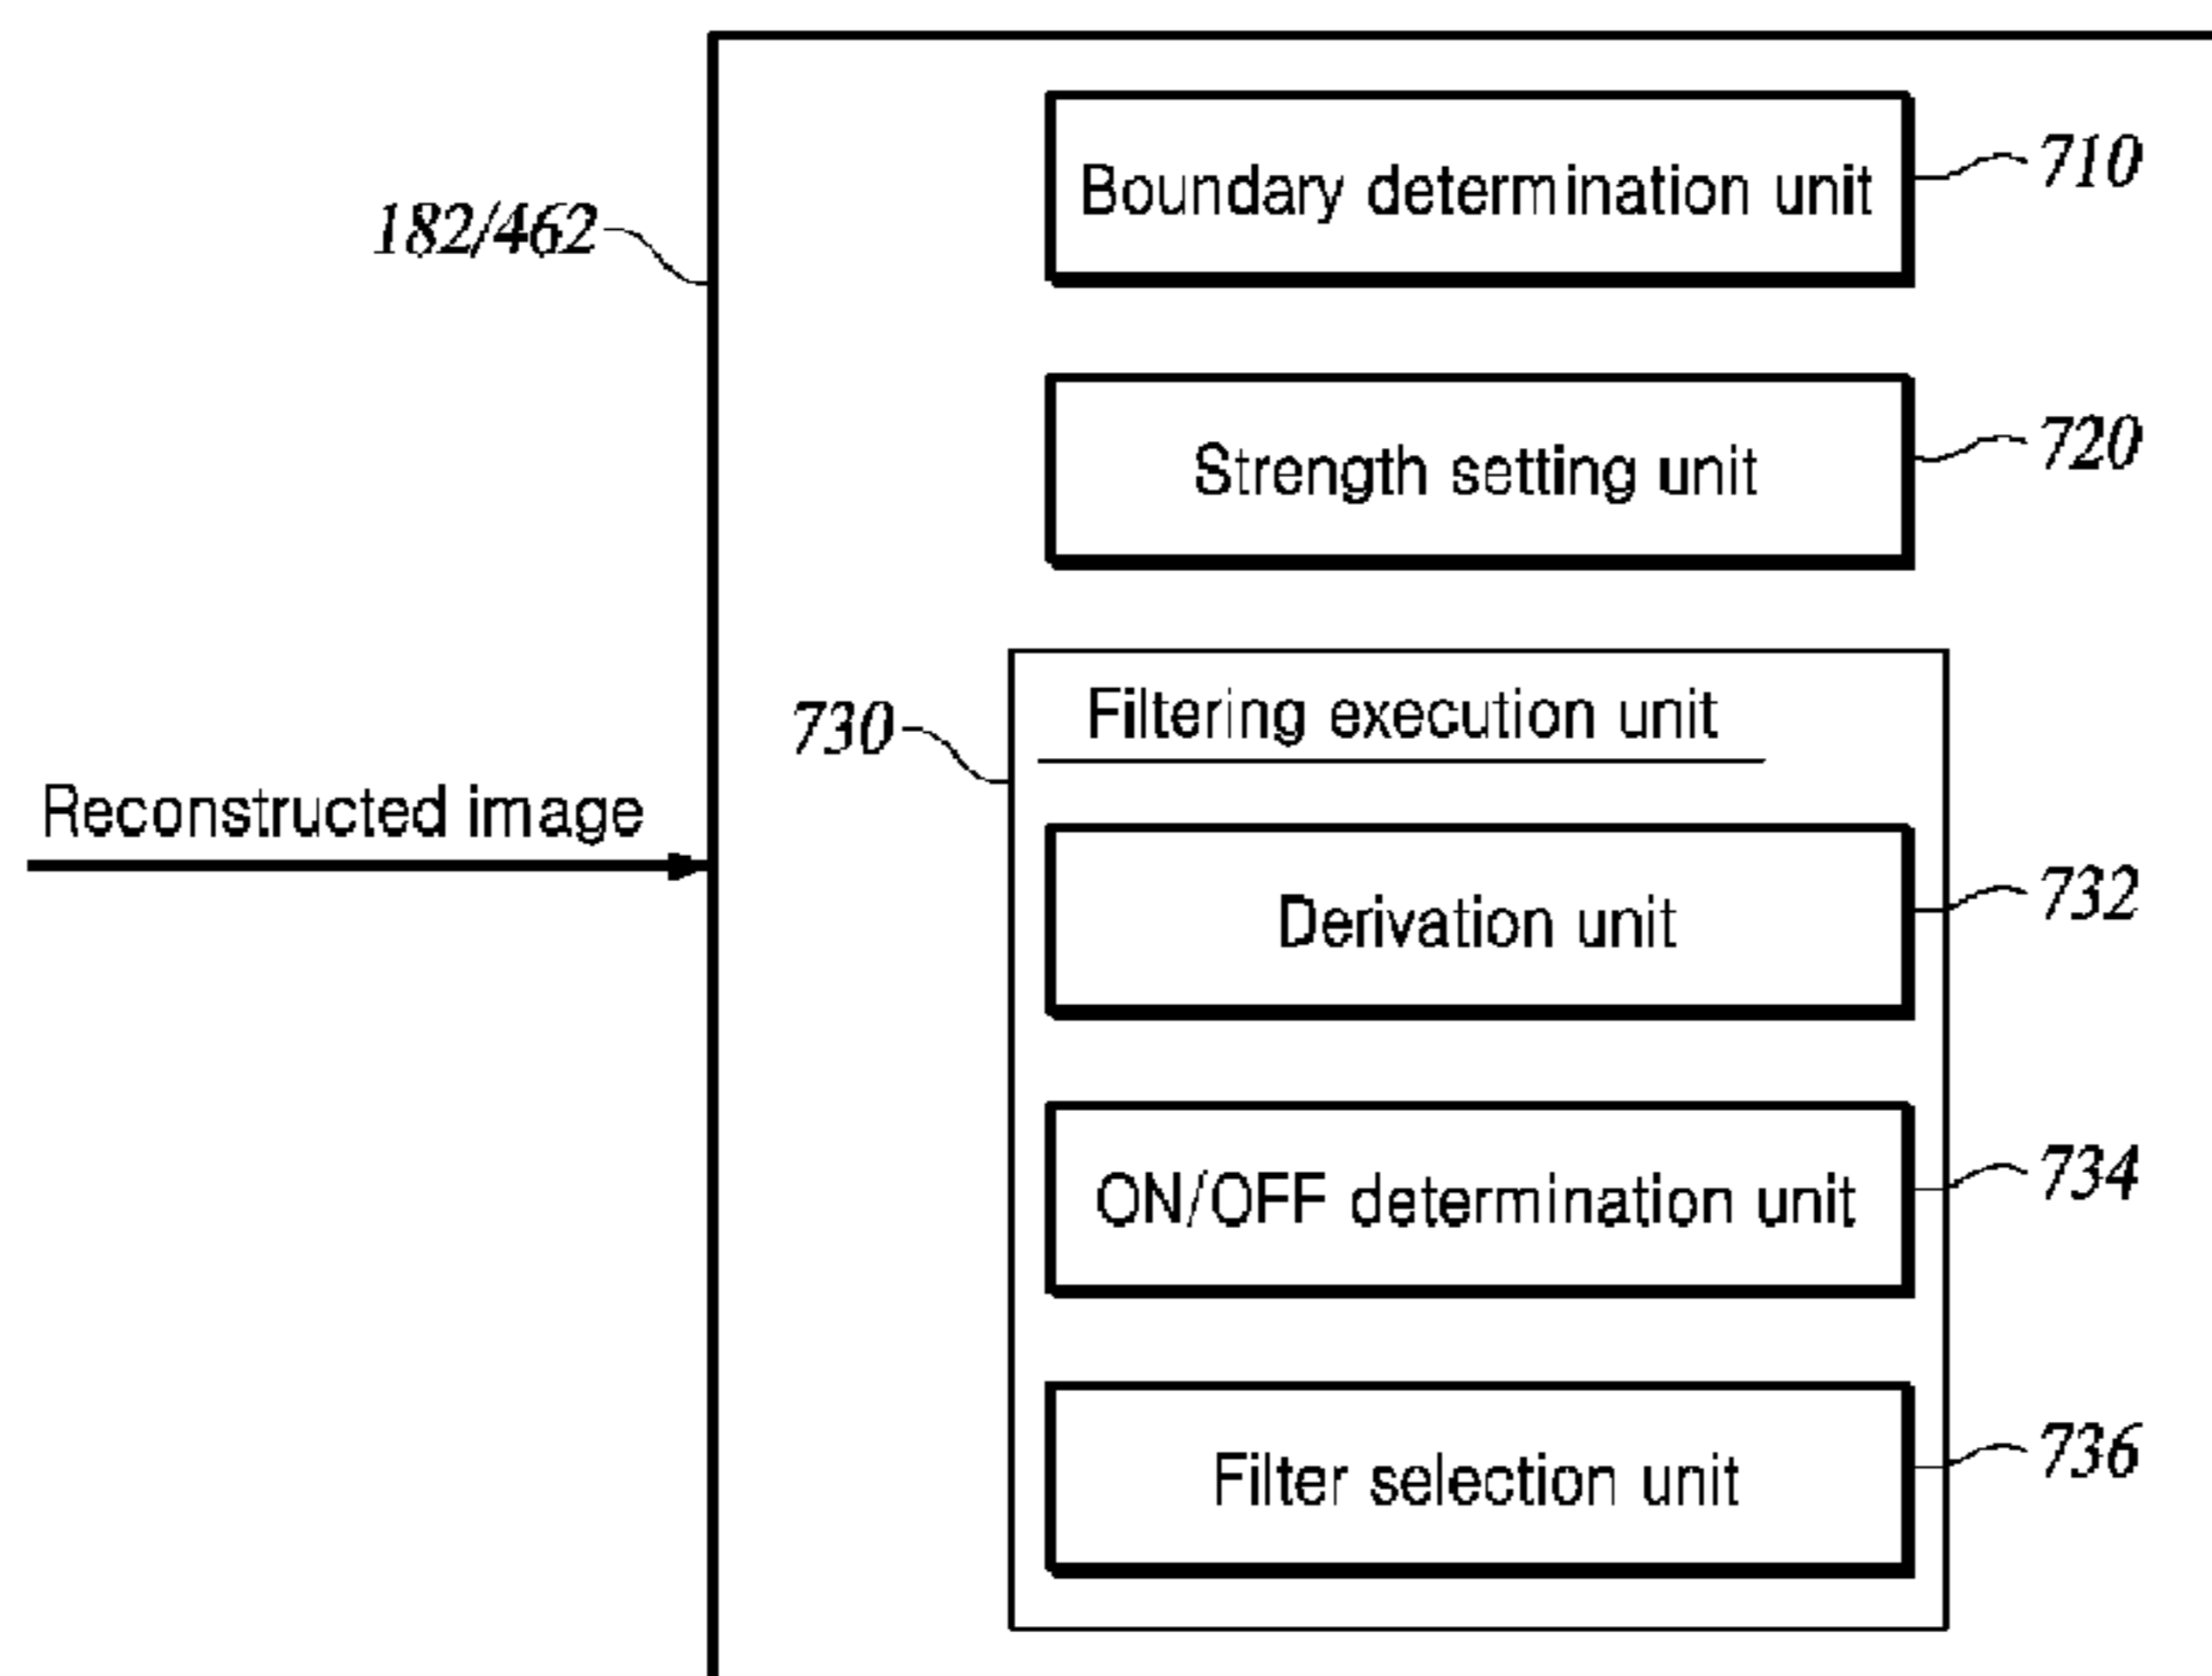 Boundary determination unit
710
182/462
Strength setting unit
720
730
Filtering execution unit
Reconstructed image
Derivation unit
732
ON/OFF determination unit
734
Filter selection unit
736